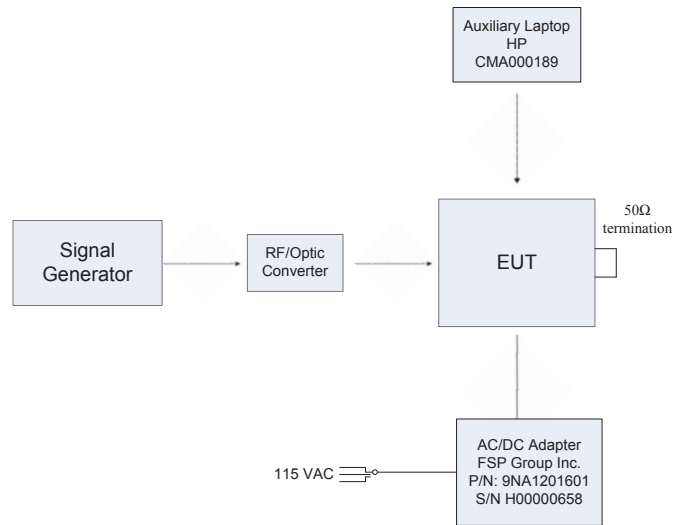 Auxiliary Laptop
HP
CMA000189
50Ω
termination
Signal
Generator
RF/Optic
Converter
EUT
AC/DC Adapter
FSP Group Inc.
P/N: 9NA1201601
S/N H00000658
115 VAC